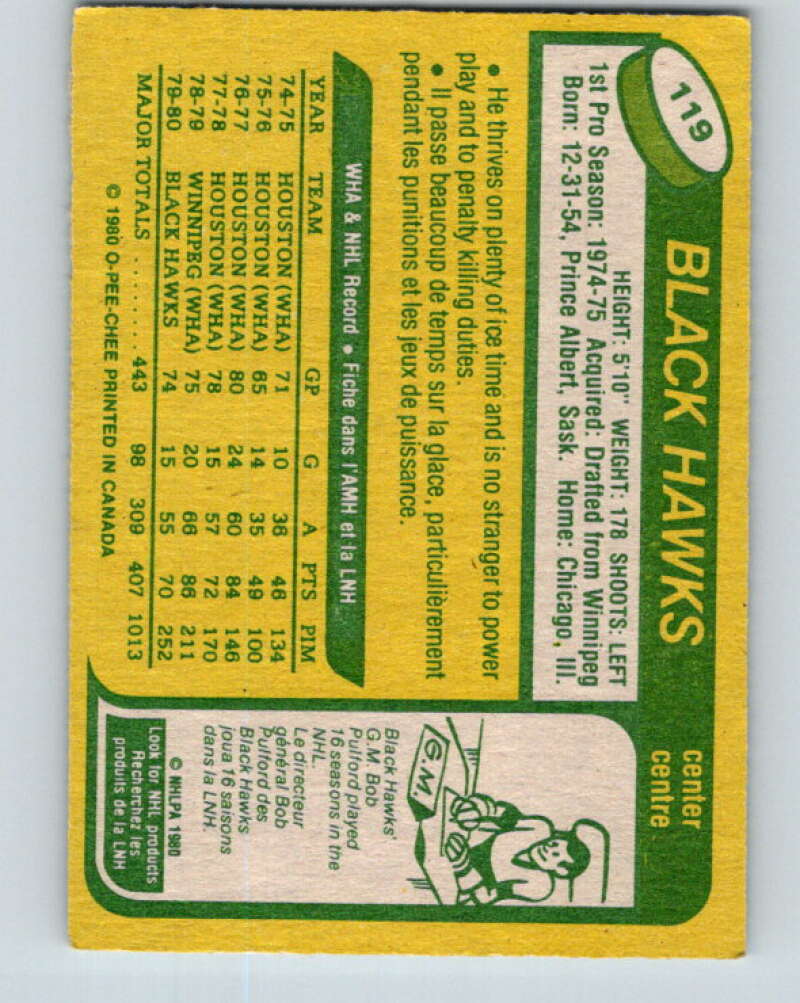 119
BLACK HAWKS
center
centre
HEIGHT: 5'10" WEIGHT: 178 SHOOTS: LEFT
1st Pro Season: 1974-75 Acquired: Drafted from Winnipeg
Born: 12-31-54, Prince Albert, Sask. Home: Chicago, Ill.
• He thrives on plenty of ice time and is no stranger to power
play and to penalty killing duties.
• Il passe beaucoup de temps sur la glace, particulièrement
pendant les punitions et les jeux de puissance.
WHA & NHL Record • Fiche dans l'AMH et la LNH
YEAR TEAM GP G A PTS PIM
74-75 HOUSTON (WHA) 71 10 36 46 134
75-76 HOUSTON (WHA) 65 14 35 49 100
76-77 HOUSTON (WHA) 80 24 60 84 146
77-78 HOUSTON (WHA) 78 15 57 72 170
78-79 WINNIPEG (WHA) 75 20 66 86 211
79-80 BLACK HAWKS 74 15 55 70 252
MAJOR TOTALS ........ 443 98 309 407 1013
© 1980 O-PEE-CHEE PRINTED IN CANADA
G.M.
Black Hawks'
G.M. Bob
Pulford played
16 seasons in the
NHL.
Le directeur
général Bob
Pulford des
Black Hawks
joua 16 saisons
dans la LNH.
© NHLPA 1980
Look for NHL products
Recherchez les
produits de la LNH